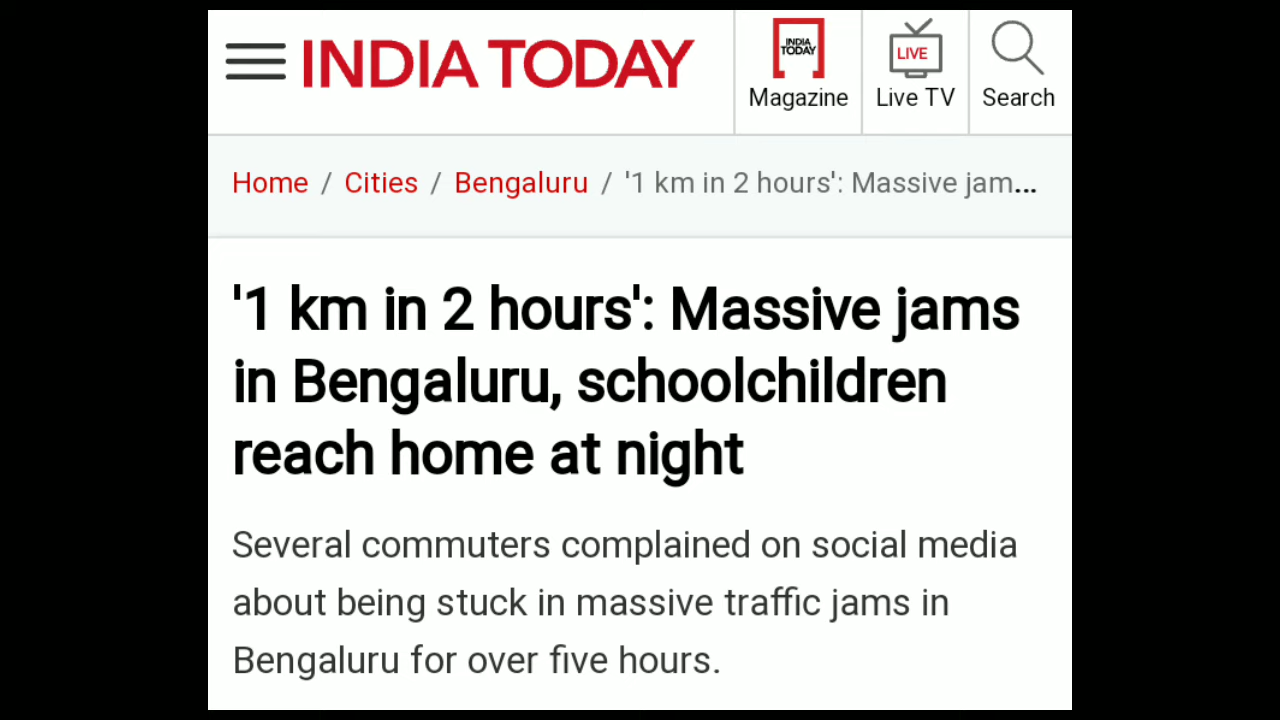 INDIA TODAY
INDIA
TODAY
Magazine
LIVE
Live TV
Search
Home / Cities / Bengaluru / '1 km in 2 hours': Massive jam...
'1 km in 2 hours': Massive jams
in Bengaluru, schoolchildren
reach home at night
Several commuters complained on social media
about being stuck in massive traffic jams in
Bengaluru for over five hours.